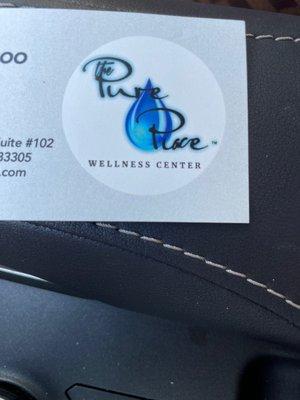 oo
the
Pure
Place ™
WELLNESS CENTER
uite #102
33305
.com